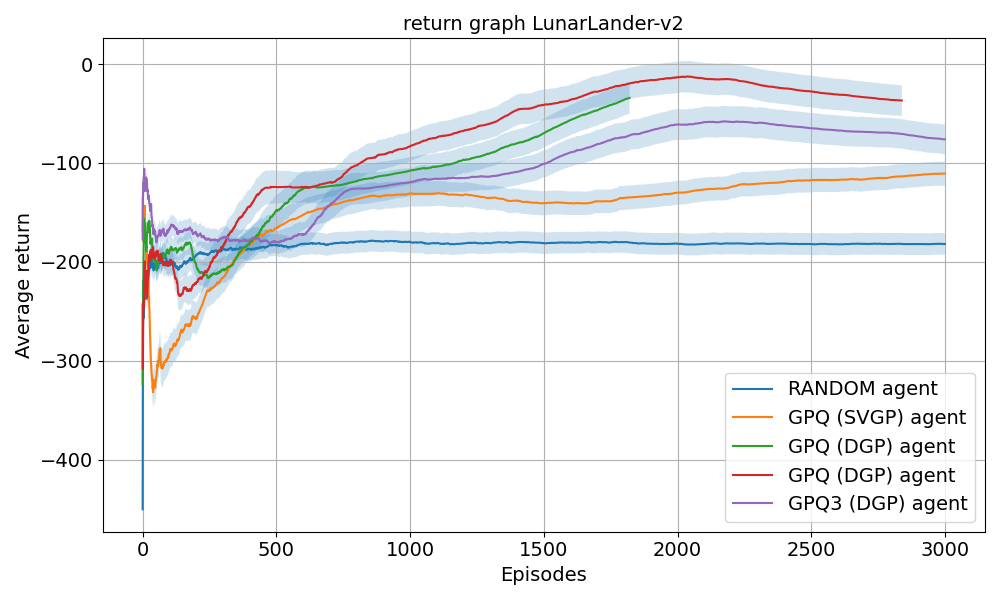 return graph LunarLander-v2
Average return
0
−100
−200
−300
−400
0 500 1000 1500 2000 2500 3000
Episodes
RANDOM agent
GPQ (SVGP) agent
GPQ (DGP) agent
GPQ (DGP) agent
GPQ3 (DGP) agent